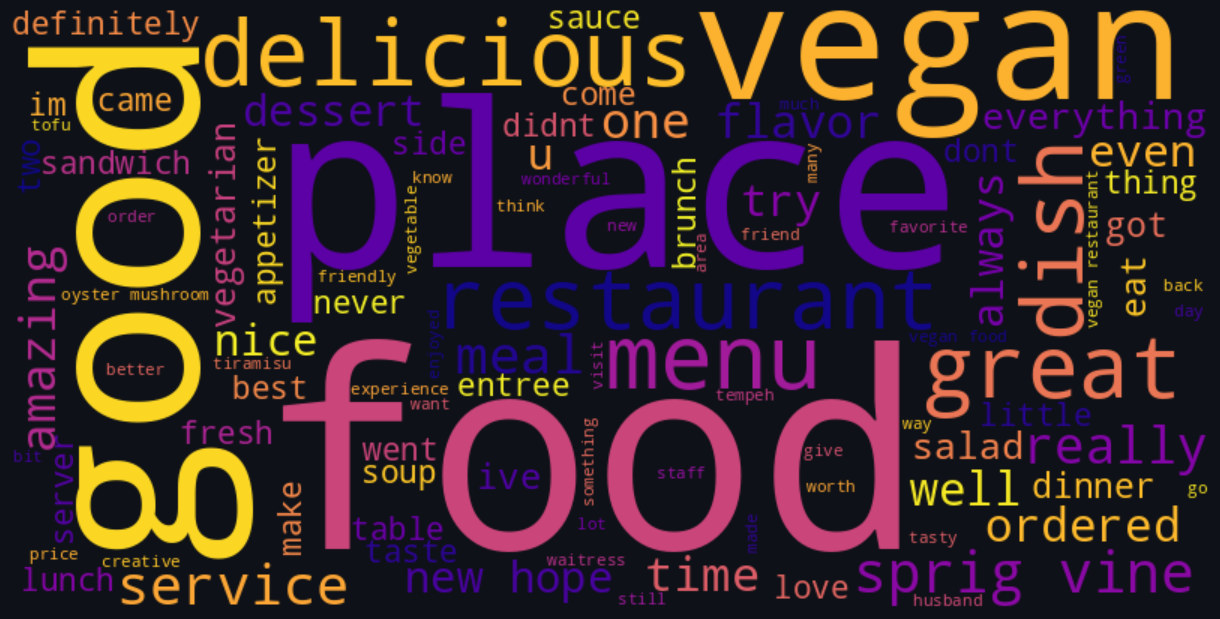 definitely
delicious
sauce
vegan
green
good
im
came
tofu
dessert
come
much
flavor
everything
didnt
one
two
sandwich
vegetarian
appetizer
side
u
place
wonderful
know
vegetable
think
new
brunch
area
try
many
friend
favorite
dont
even
thing
always
dish
vegan restaurant
got
order
amazing
oyster mushroom
friendly
never
restaurant
eat
back
day
nice
enjoyed
meal
visit
menu
vegan food
great
better
tiramisu
best
experience
want
entree
tempeh
little
way
fresh
went
soup
food
ive
something
staff
give
worth
salad
really
bit
server
well
dinner
go
make
table
taste
lot
made
tasty
ordered
price
creative
lunch
service
waitress
new hope
still
time
love
sprig vine
husband